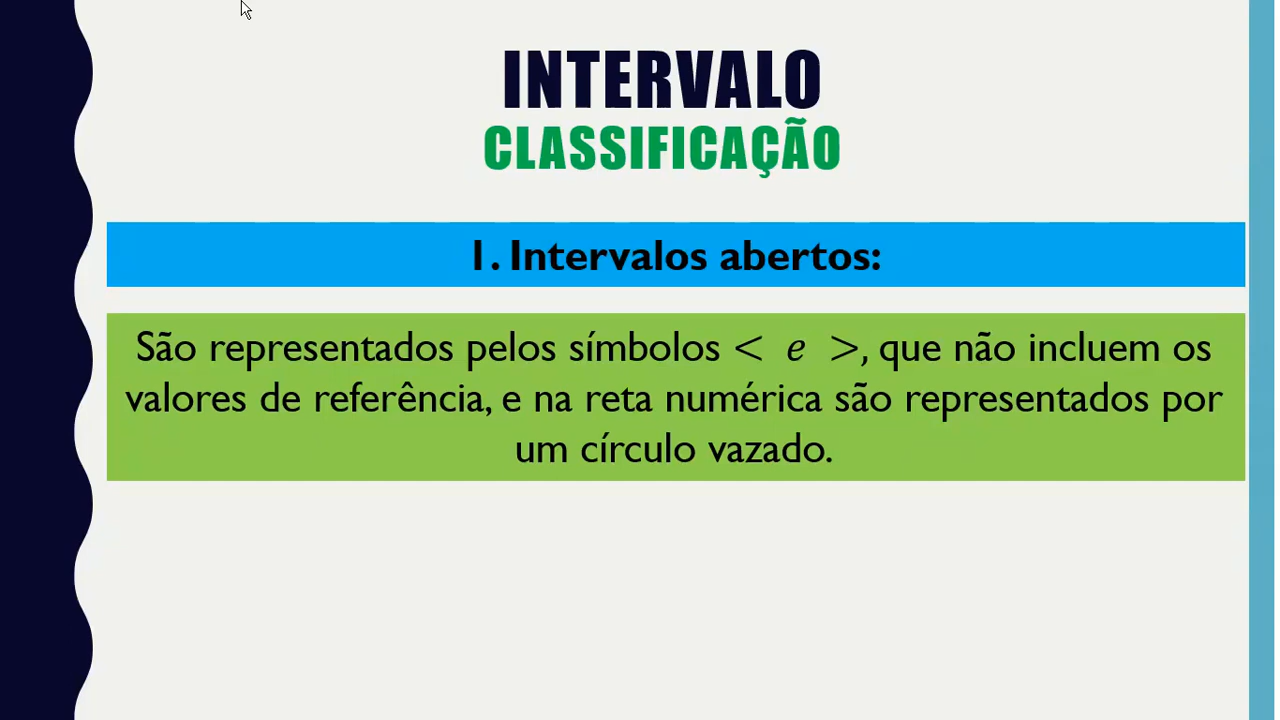 INTERVALO
CLASSIFICAÇÃO
1. Intervalos abertos:
São representados pelos símbolos < e >, que não incluem os
valores de referência, e na reta numérica são representados por
um círculo vazado.